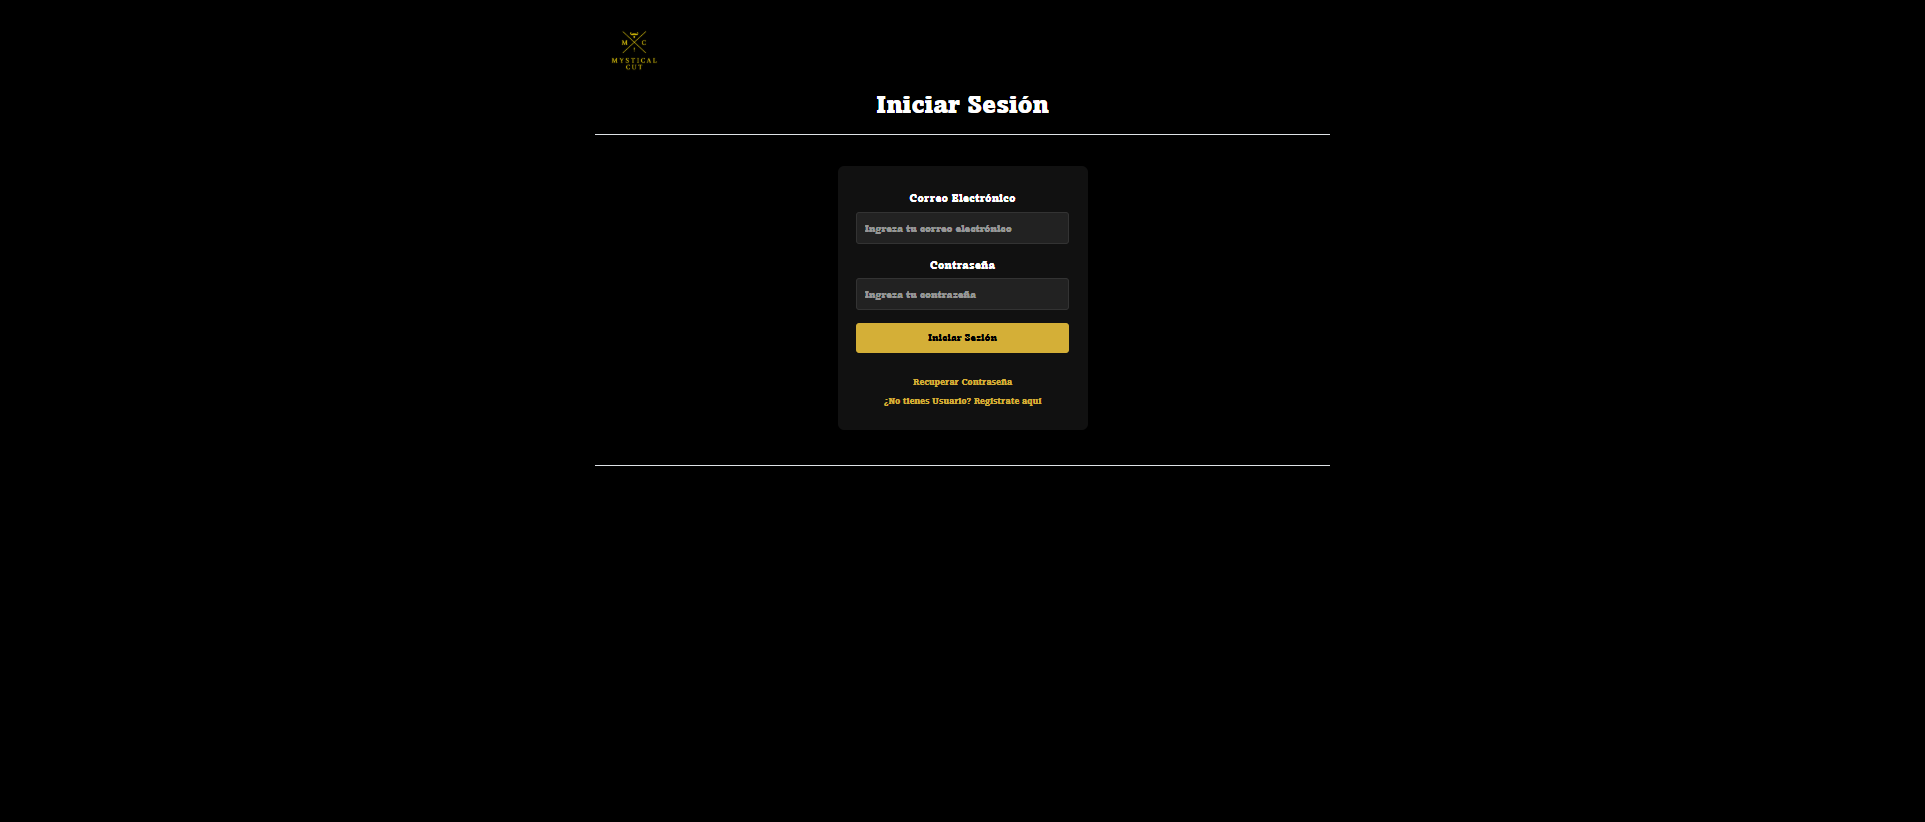 M C
MYSTICAL
CUT
Iniciar Sesión
Correo Electrónico
Ingresa tu correo electrónico
Contraseña
Ingresa tu contraseña
Iniciar Sesión
Recuperar Contraseña
¿No tienes Usuario? Registrate aquí